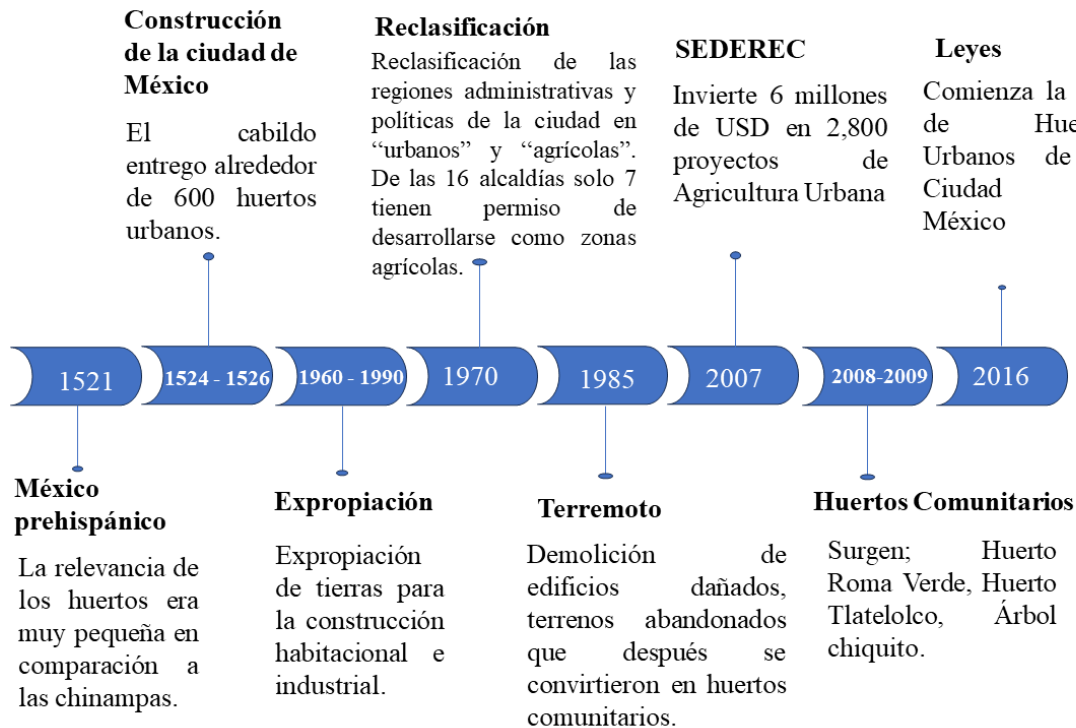 Construcción
de la ciudad de
México
El cabildo
entrego alrededor
de 600 huertos
urbanos.
Reclasificación
Reclasificación de las
regiones administrativas y
políticas de la ciudad en
“urbanos” y “agrícolas”.
De las 16 alcaldías solo 7
tienen permiso de
desarrollarse como zonas
agrícolas.
SEDEREC
Invierte 6 millones
de USD en 2,800
proyectos de
Agricultura Urbana
Leyes
Comienza la
de
Urbanos de
Ciudad
México
1521
1524 - 1526
1960 - 1990
1970
1985
2007
2008-2009
2016
México
prehispánico
La relevancia de
los huertos era
muy pequeña en
comparación a
las chinampas.
Expropiación
Expropiación
de tierras para
la construcción
habitacional e
industrial.
Terremoto
Demolición de
edificios dañados,
terrenos abandonados
que después se
convirtieron en huertos
comunitarios.
Huertos Comunitarios
Surgen; Huerto
Roma Verde, Huerto
Tlatelolco, Árbol
chiquito.